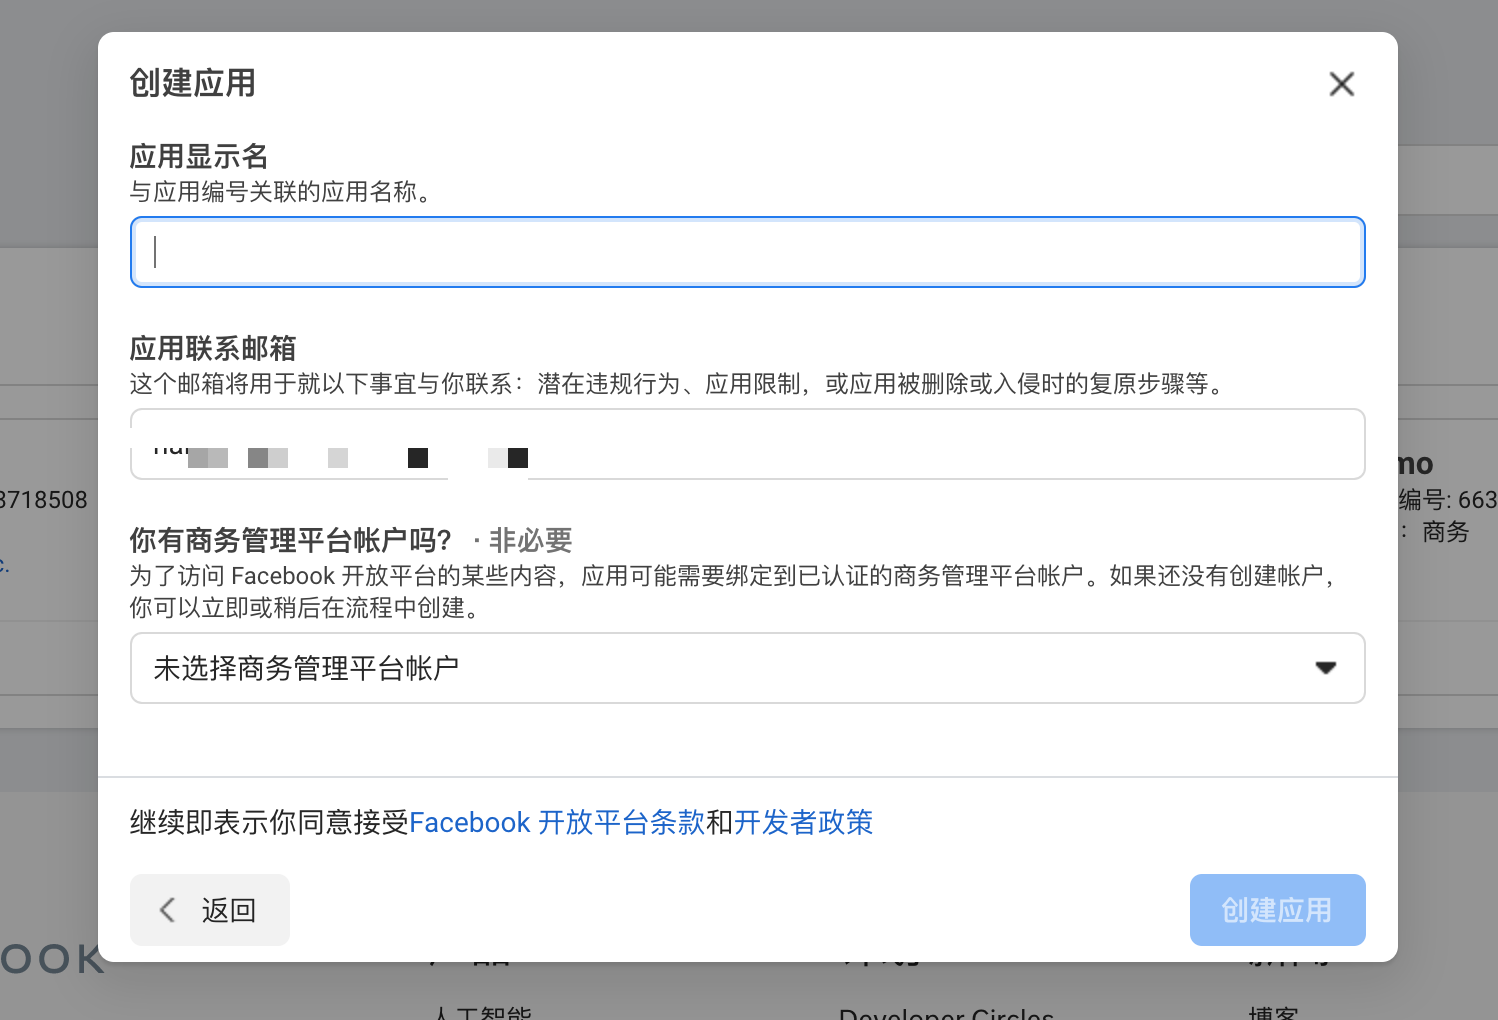 创建应用
应用显示名
与应用编号关联的应用名称。
应用联系邮箱
这个邮箱将用于就以下事宜与你联系：潜在违规行为、应用限制，或应用被删除或入侵时的复原步骤等。
你有商务管理平台帐户吗？ · 非必要
为了访问 Facebook 开放平台的某些内容，应用可能需要绑定到已认证的商务管理平台帐户。如果还没有创建帐户，
你可以立即或稍后在流程中创建。
未选择商务管理平台帐户
继续即表示你同意接受Facebook 开放平台条款和开发者政策
返回
创建应用
3718508
c.
mo
编号: 663
：商务
OOK
人工智能
Developer Circles
博客